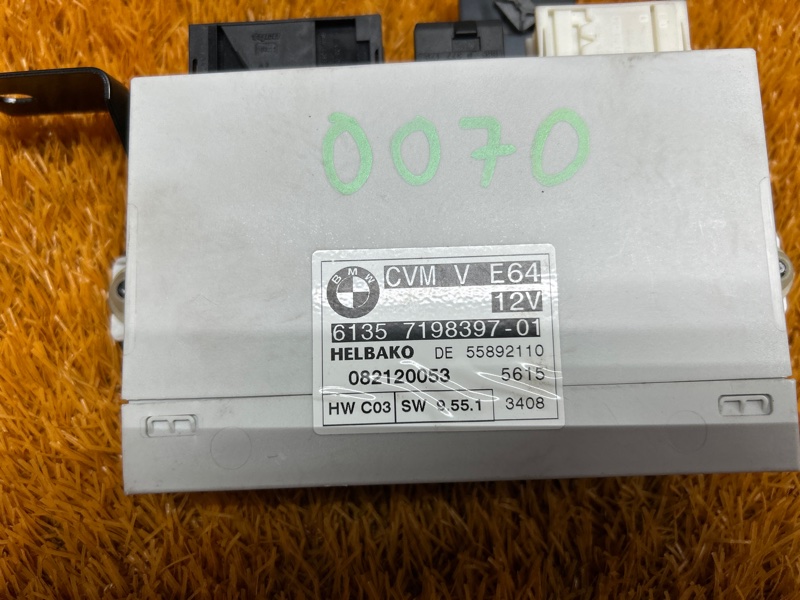 0070
BMW CVM V E64
12V
6135 7198397-01
HELBAKO DE 55892110
082120053 5615
HW C03 SW 9.55.1 3408